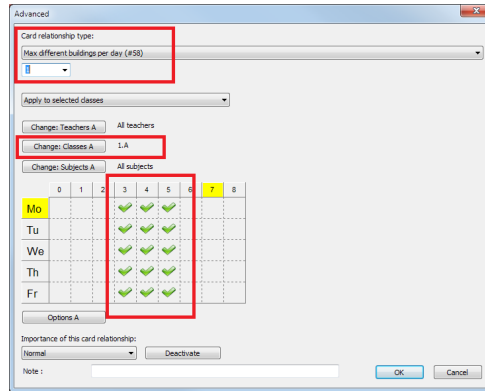 Advanced
Card relationship type:
Max different buildings per day (#58)
1
Apply to selected classes
Change: Teachers A All teachers
Change: Classes A 1.A
Change: Subjects A All subjects
0 1 2 3 4 5 6 7 8
Mo
Tu
We
Th
Fr
Options A
Importance of this card relationship:
Normal Deactivate
Note :
OK Cancel